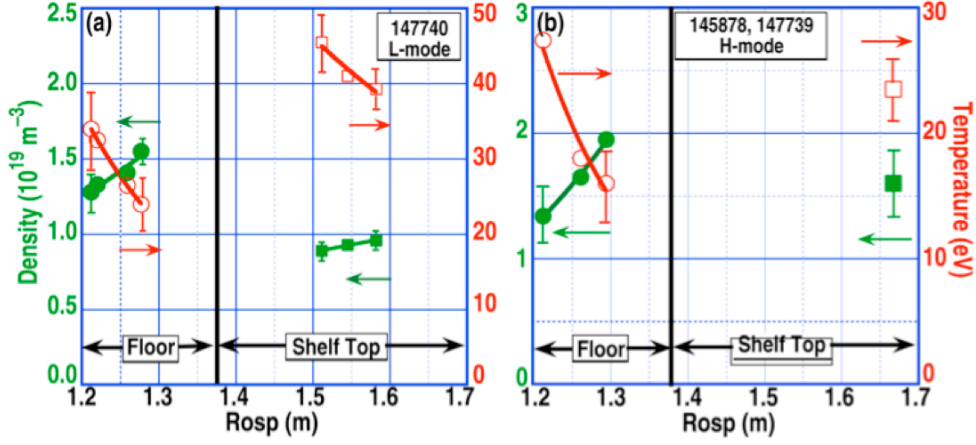 (a)
147740
L-mode
Density (10^19 m^−3)
2.5
2.0
1.5
1.0
0.5
0.0
50
40
30
20
10
0
Floor
Shelf Top
1.2 1.3 1.4 1.5 1.6 1.7
Rosp (m)
(b)
145878, 147739
H-mode
3
2
1
0
30
20
10
0
Temperature (eV)
Floor
Shelf Top
1.2 1.3 1.4 1.5 1.6 1.7
Rosp (m)